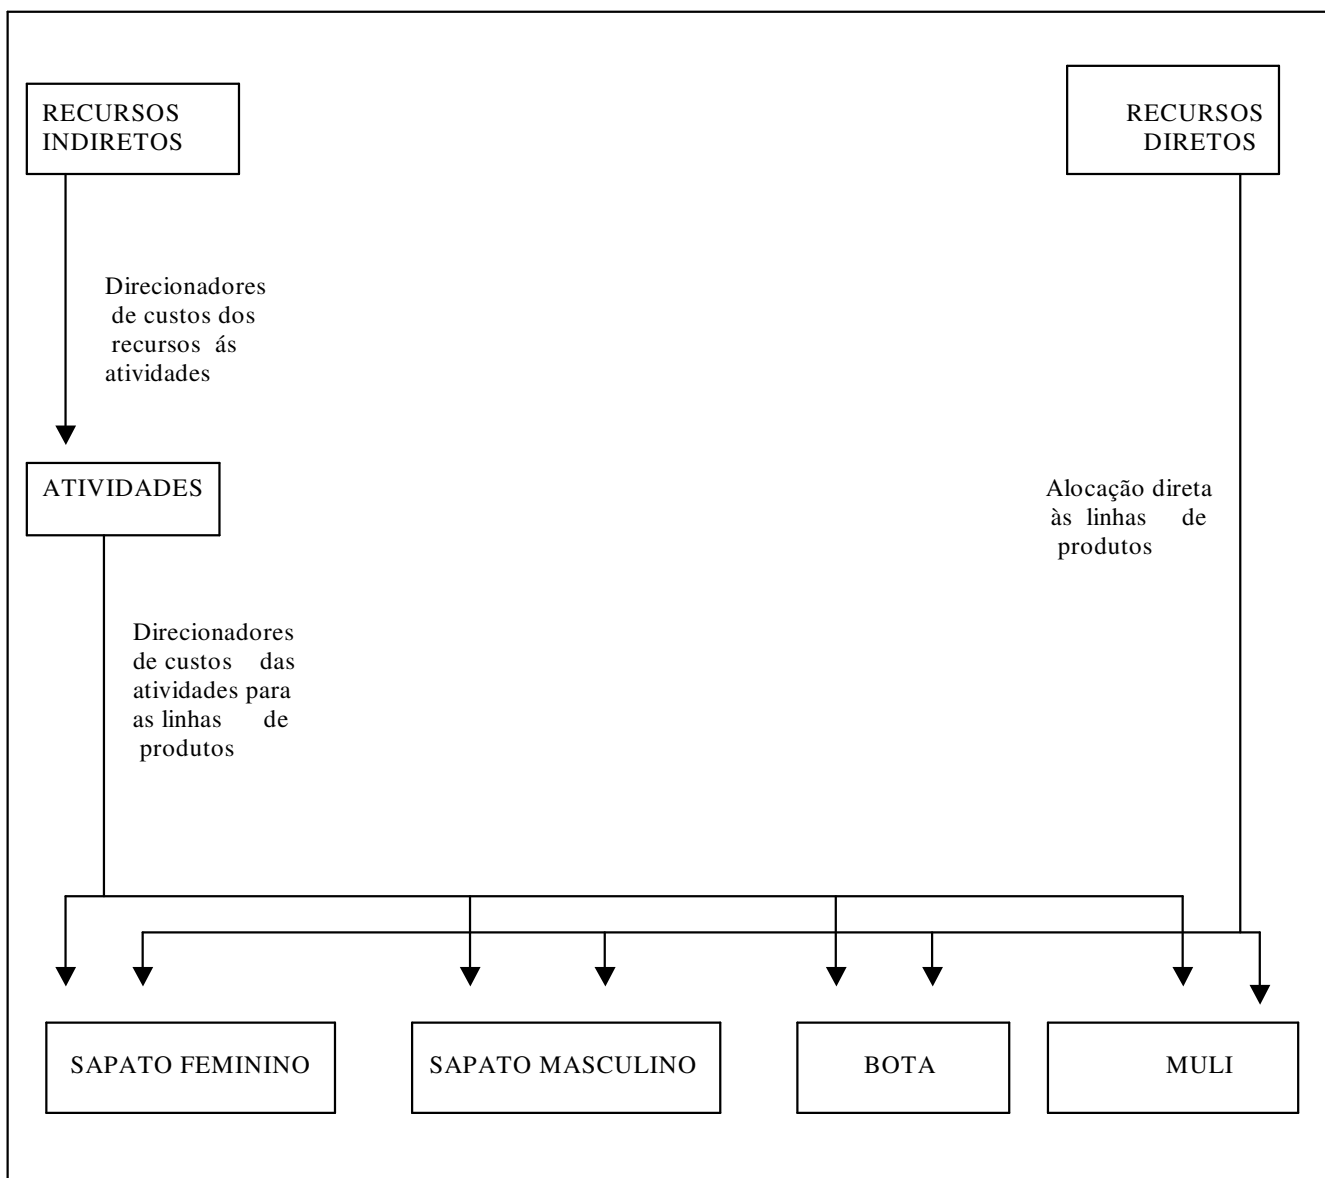 RECURSOS
INDIRETOS
RECURSOS
DIRETOS
Direcionadores
de custos dos
recursos ás
atividades
ATIVIDADES
Alocação direta
às linhas de
produtos
Direcionadores
de custos das
atividades para
as linhas de
produtos
SAPATO FEMININO
SAPATO MASCULINO
BOTA
MULI